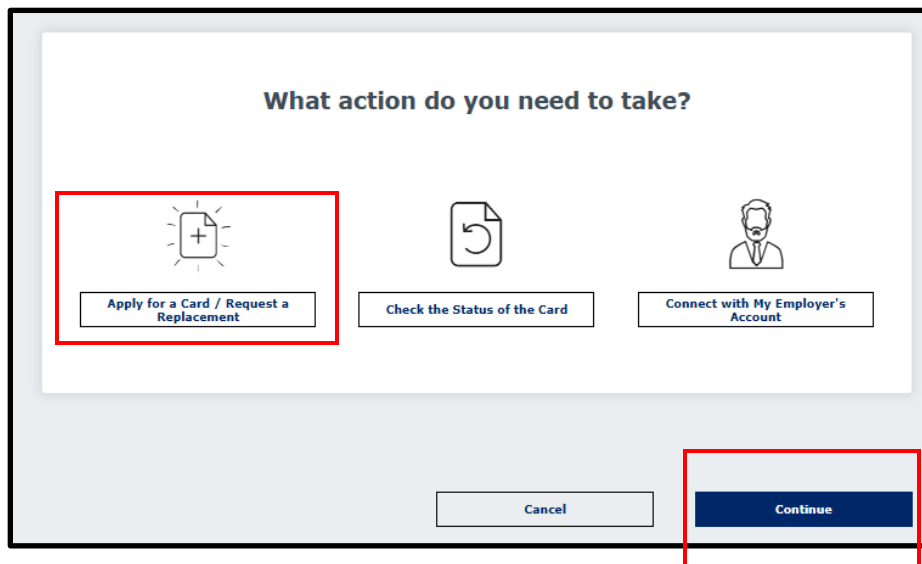 What action do you need to take?
Apply for a Card / Request a
Replacement
Check the Status of the Card
Connect with My Employer's
Account
Cancel
Continue